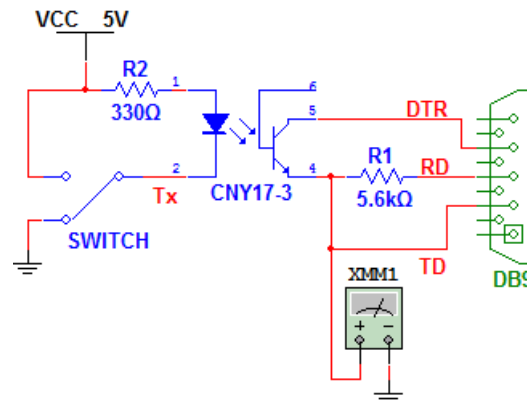 VCC 5V
R2
330Ω
1
2
Tx
SWITCH
6
5
4
CNY17-3
DTR
R1
5.6kΩ
RD
TD
XMM1
+ −
DB9